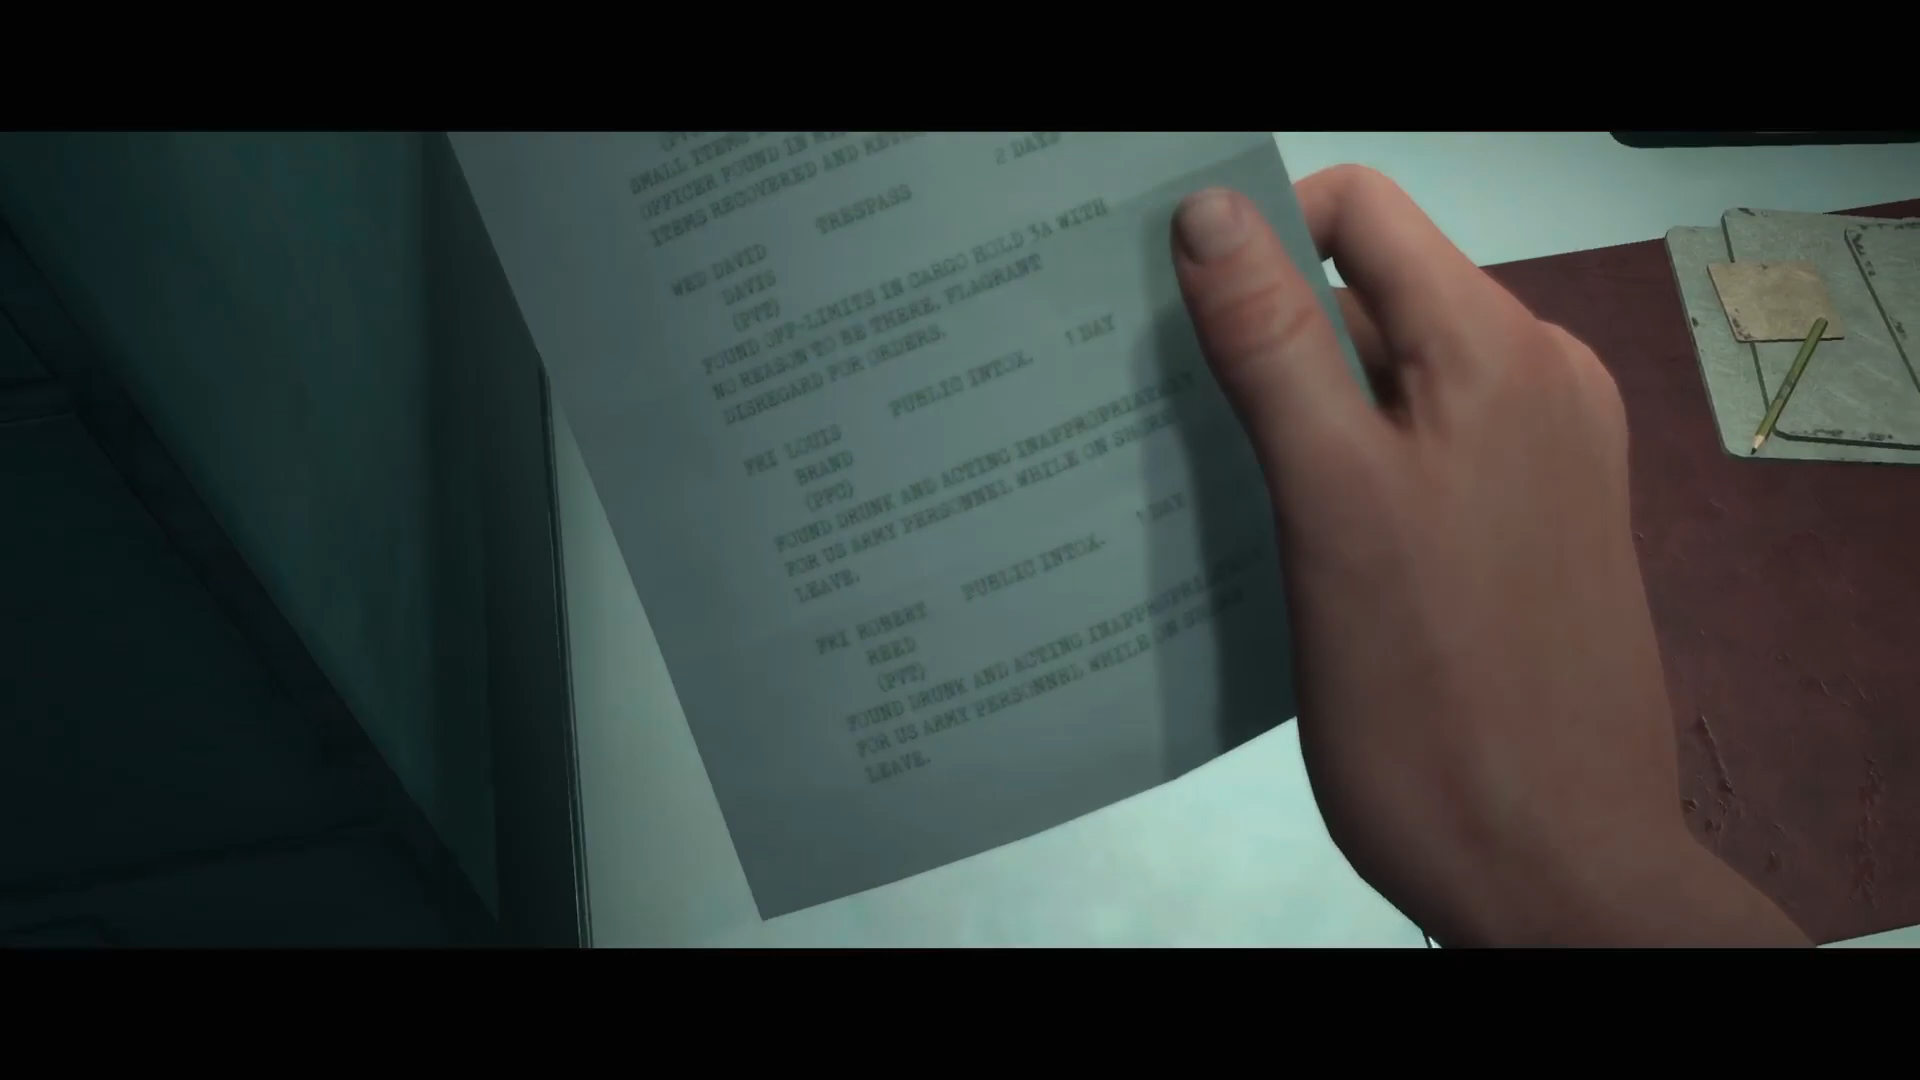 SMALL ITEMS
OFFICER FOUND IN
ITEMS RECOVERED AND
WED DAVID TRESPASS 2 DAYS
DAVIS
(PVT)
FOUND OFF-LIMITS IN CARGO HOLD 3A WITH
NO REASON TO BE THERE, FLAGRANT
DISREGARD FOR ORDERS.
FRI LOUIS PUBLIC INTOX. 1 DAY
BRAND
(PFC)
FOUND DRUNK AND ACTING INAPPROPRIATELY
FOR US ARMY PERSONNEL WHILE ON SHORE
LEAVE.
FRI ROBERT PUBLIC INTOX. 1 DAY
REED
(PVT)
FOUND DRUNK AND ACTING INAPPROPRIATELY
FOR US ARMY PERSONNEL WHILE ON SHORE
LEAVE.